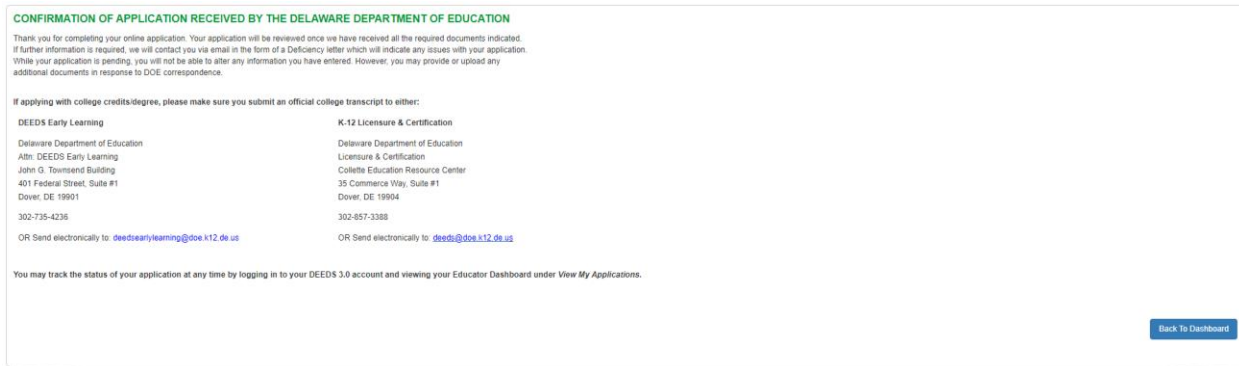 CONFIRMATION OF APPLICATION RECEIVED BY THE DELAWARE DEPARTMENT OF EDUCATION
Thank you for completing your online application. Your application will be reviewed once we have received all the required documents indicated.
If further information is required, we will contact you via email in the form of a Deficiency letter which will indicate any issues with your application.
While your application is pending, you will not be able to alter any information you have entered. However, you may provide or upload any
additional documents in response to DOE correspondence.
If applying with college credits/degree, please make sure you submit an official college transcript to either:
DEEDS Early Learning
Delaware Department of Education
Attn: DEEDS Early Learning
John G. Townsend Building
401 Federal Street, Suite #1
Dover, DE 19901
302-735-4236
OR Send electronically to: deedsearlylearning@doe.k12.de.us
K-12 Licensure & Certification
Delaware Department of Education
Licensure & Certification
Collette Education Resource Center
35 Commerce Way, Suite #1
Dover, DE 19904
302-857-3388
OR Send electronically to: deeds@doe.k12.de.us
You may track the status of your application at any time by logging in to your DEEDS 3.0 account and viewing your Educator Dashboard under View My Applications.
Back To Dashboard